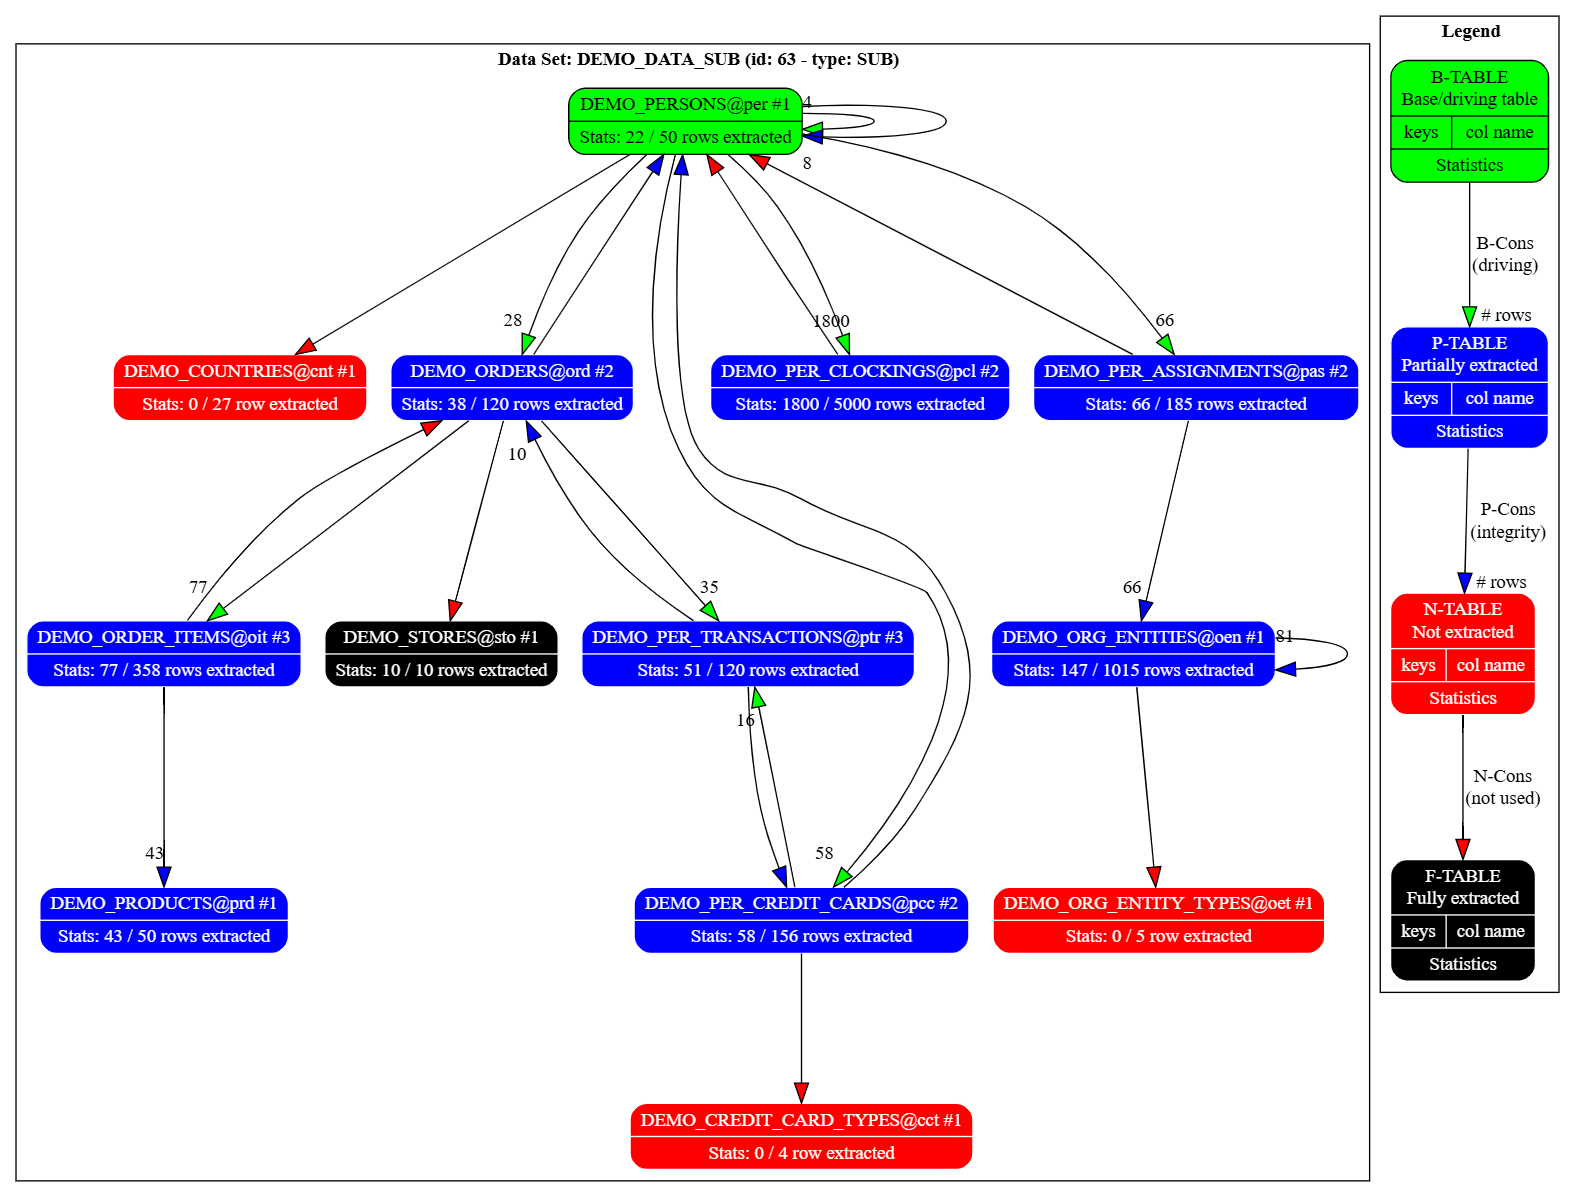 Data Set: DEMO_DATA_SUB (id: 63 - type: SUB)
DEMO_PERSONS@per #1
Stats: 22 / 50 rows extracted
4
8
28
1800
66
DEMO_COUNTRIES@cnt #1
Stats: 0 / 27 row extracted
DEMO_ORDERS@ord #2
Stats: 38 / 120 rows extracted
DEMO_PER_CLOCKINGS@pcl #2
Stats: 1800 / 5000 rows extracted
DEMO_PER_ASSIGNMENTS@pas #2
Stats: 66 / 185 rows extracted
10
77
35
66
DEMO_ORDER_ITEMS@oit #3
Stats: 77 / 358 rows extracted
DEMO_STORES@sto #1
Stats: 10 / 10 rows extracted
DEMO_PER_TRANSACTIONS@ptr #3
Stats: 51 / 120 rows extracted
DEMO_ORG_ENTITIES@oen #1
Stats: 147 / 1015 rows extracted
81
16
43
58
DEMO_PRODUCTS@prd #1
Stats: 43 / 50 rows extracted
DEMO_PER_CREDIT_CARDS@pcc #2
Stats: 58 / 156 rows extracted
DEMO_ORG_ENTITY_TYPES@oet #1
Stats: 0 / 5 row extracted
DEMO_CREDIT_CARD_TYPES@cct #1
Stats: 0 / 4 row extracted
Legend
B-TABLE
Base/driving table
keys col name
Statistics
B-Cons
(driving)
# rows
P-TABLE
Partially extracted
keys col name
Statistics
P-Cons
(integrity)
# rows
N-TABLE
Not extracted
keys col name
Statistics
N-Cons
(not used)
F-TABLE
Fully extracted
keys col name
Statistics